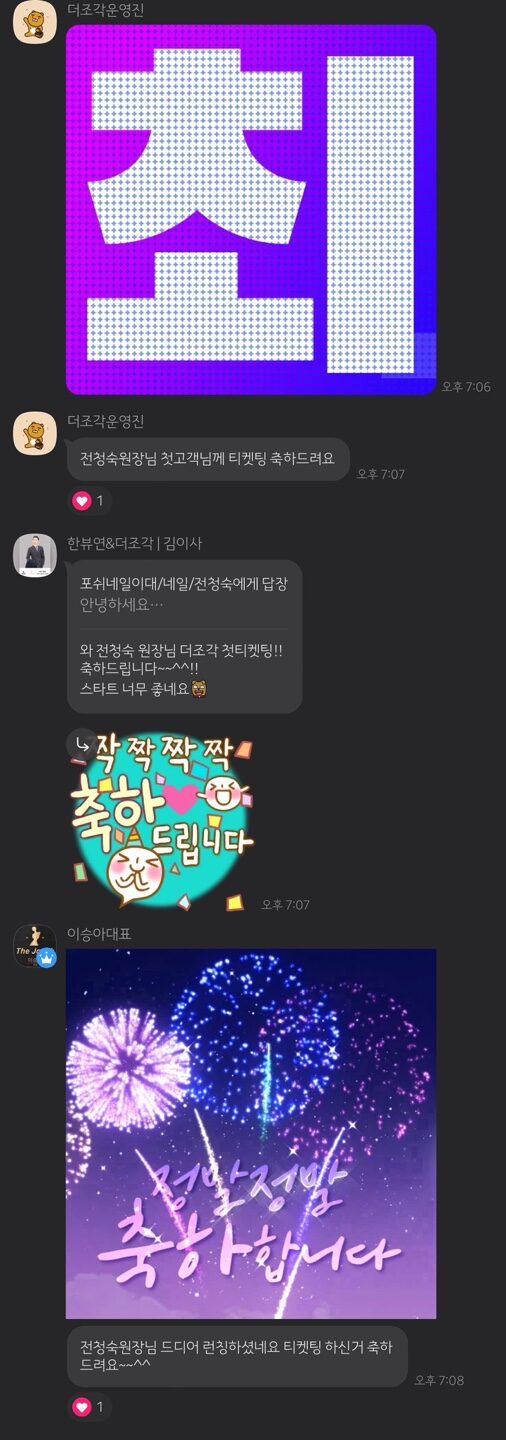 더조각운영진
최
오후 7:06
더조각운영진
전청숙원장님 첫고객님께 티켓팅 축하드려요
오후 7:07
1
한뷰연&더조각 | 김이사
포쉬네일이대/네일/전청숙에게 답장
안녕하세요…
와 전청숙 원장님 더조각 첫티켓팅!!
축하드립니다~~^^!!
스타트 너무 좋네요
짝 짝 짝 짝
축하
드립니다
오후 7:07
이승아대표
정말정말
축하합니다
전청숙원장님 드디어 런칭하셨네요 티켓팅 하신거 축하
드려요~~^^
오후 7:08
1